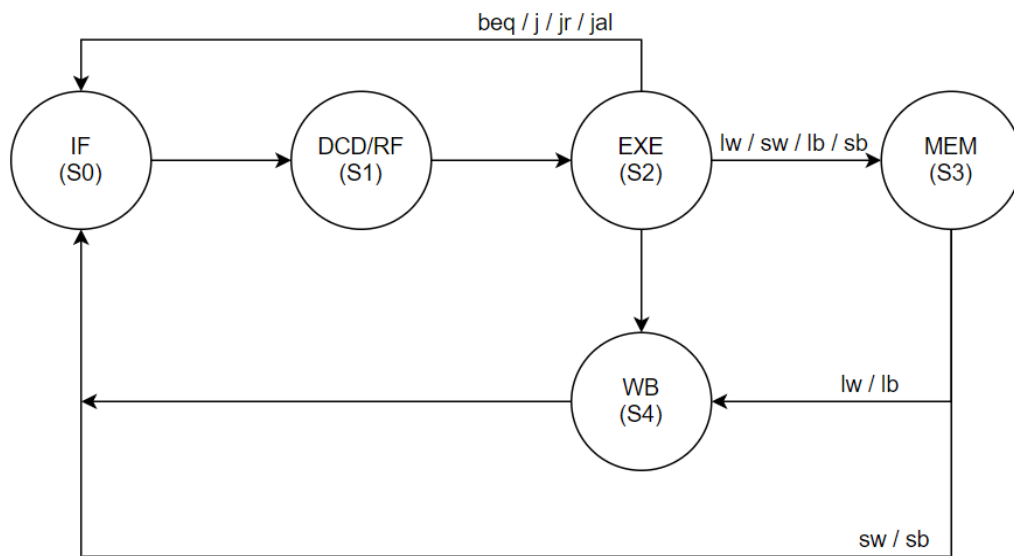 beq / j / jr / jal
IF
(S0)
DCD/RF
(S1)
EXE
(S2)
lw / sw / lb / sb
MEM
(S3)
WB
(S4)
lw / lb
sw / sb